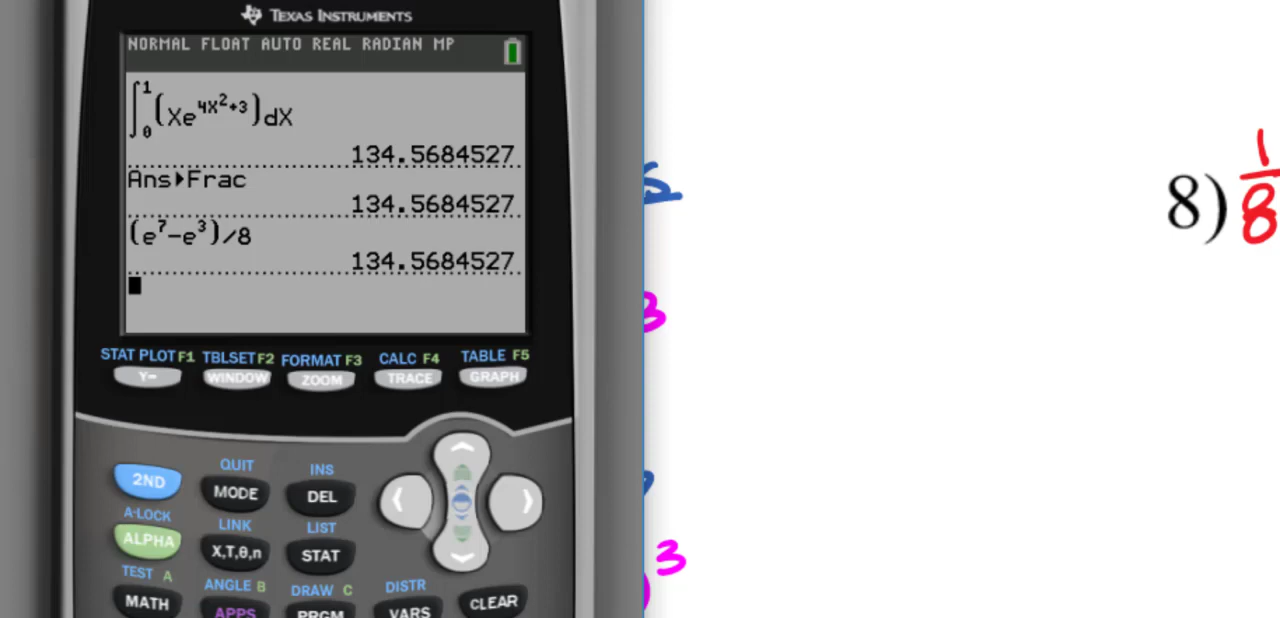 TEXAS INSTRUMENTS
NORMAL FLOAT AUTO REAL RADIAN MP
∫₀¹(Xe^(4X²+3))dX
134.5684527
Ans▸Frac
134.5684527
(e⁷-e³)/8
134.5684527
8) 1/8
3
STAT PLOT F1 TBLSET F2 FORMAT F3 CALC F4 TABLE F5
Y= WINDOW ZOOM TRACE GRAPH
QUIT INS
2ND MODE DEL
A-LOCK LINK LIST
ALPHA X,T,θ,n STAT
TEST A ANGLE B DRAW C DISTR
MATH APPS PRGM VARS CLEAR